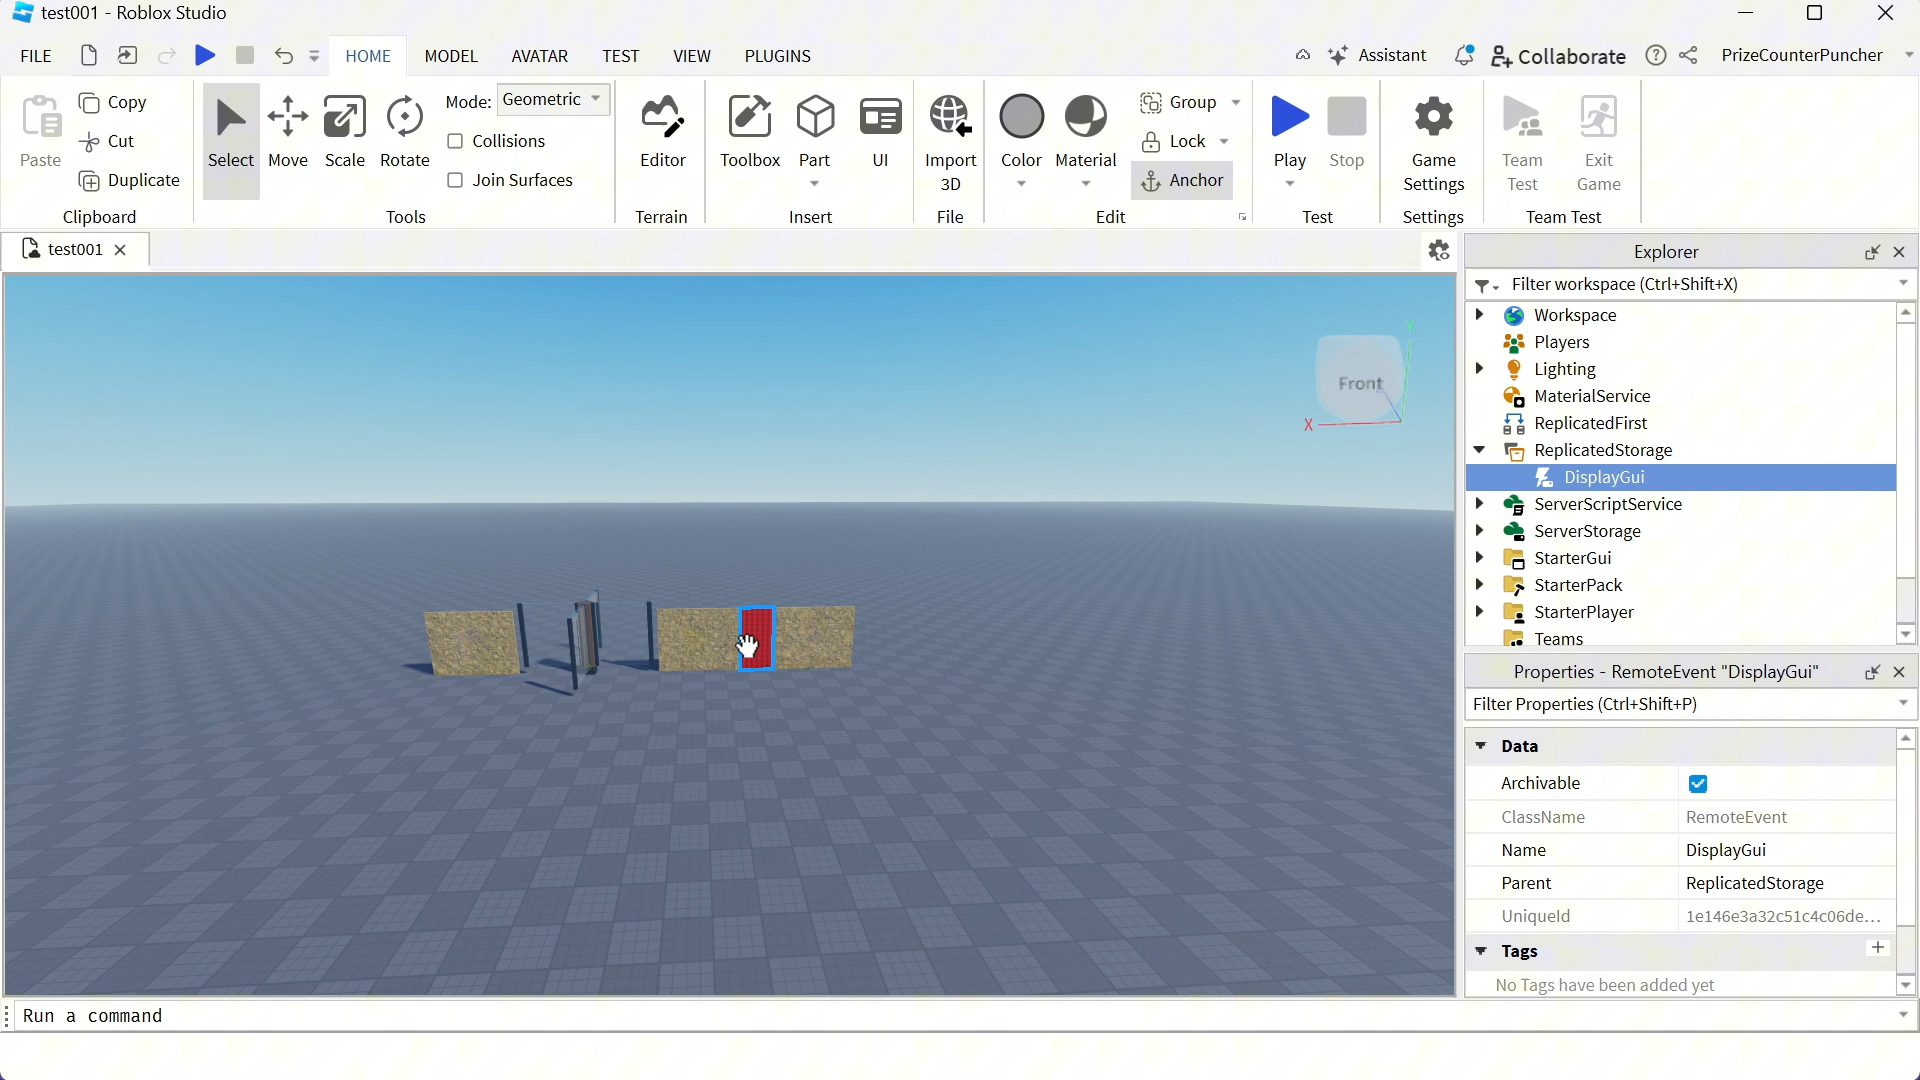 test001 - Roblox Studio
FILE HOME MODEL AVATAR TEST VIEW PLUGINS Assistant Collaborate PrizeCounterPuncher
Paste
Copy
Cut
Duplicate
Clipboard
Select
Move
Scale
Rotate
Mode: Geometric
Collisions
Join Surfaces
Tools
Editor
Terrain
Toolbox
Part
UI
Insert
Import
3D
File
Color
Material
Group
Lock
Anchor
Edit
Play
Stop
Test
Game
Settings
Settings
Team
Test
Exit
Game
Team Test
test001
Front
Y
X
Z
Explorer
Filter workspace (Ctrl+Shift+X)
Workspace
Players
Lighting
MaterialService
ReplicatedFirst
ReplicatedStorage
DisplayGui
ServerScriptService
ServerStorage
StarterGui
StarterPack
StarterPlayer
Teams
Properties - RemoteEvent "DisplayGui"
Filter Properties (Ctrl+Shift+P)
Data
Archivable
ClassName RemoteEvent
Name DisplayGui
Parent ReplicatedStorage
UniqueId 1e146e3a32c51c4c06de...
Tags
No Tags have been added yet
Run a command